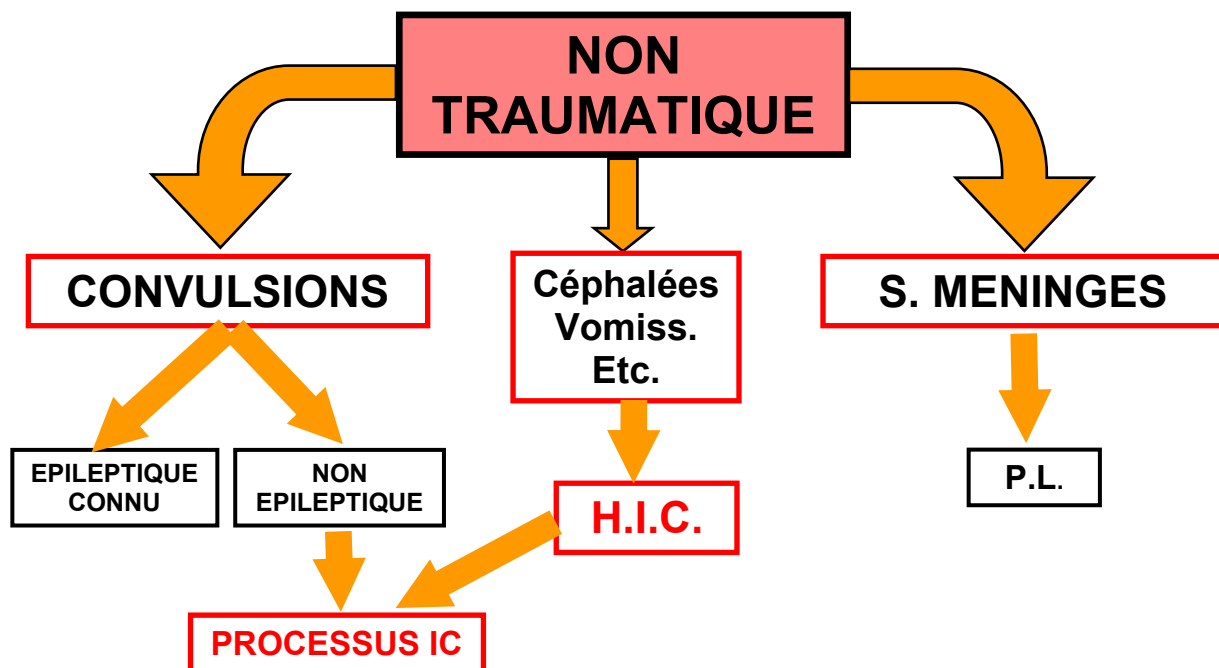 NON
TRAUMATIQUE
CONVULSIONS
Céphalées
Vomiss.
Etc.
S. MENINGES
EPILEPTIQUE
CONNU
NON
EPILEPTIQUE
H.I.C.
P.L.
PROCESSUS IC